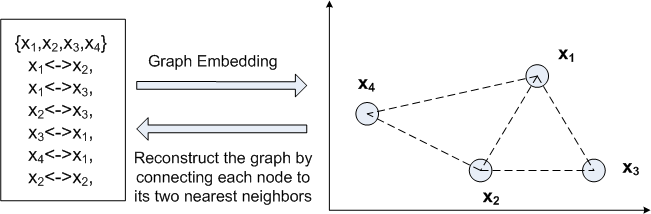 {x1,x2,x3,x4}
x1<->x2,
x1<->x3,
x2<->x3,
x3<->x1,
x4<->x1,
x2<->x2,
Graph Embedding
Reconstruct the graph by
connecting each node to
its two nearest neighbors
x1
x4
x3
x2